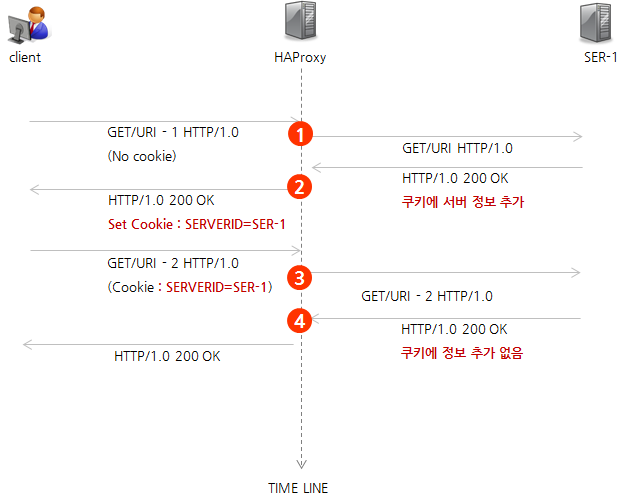 client
HAProxy
SER-1
GET/URI - 1 HTTP/1.0
(No cookie)
1
GET/URI HTTP/1.0
HTTP/1.0 200 OK
쿠키에 서버 정보 추가
2
HTTP/1.0 200 OK
Set Cookie : SERVERID=SER-1
GET/URI - 2 HTTP/1.0
(Cookie : SERVERID=SER-1)
3
GET/URI - 2 HTTP/1.0
4
HTTP/1.0 200 OK
쿠키에 정보 추가 없음
HTTP/1.0 200 OK
TIME LINE